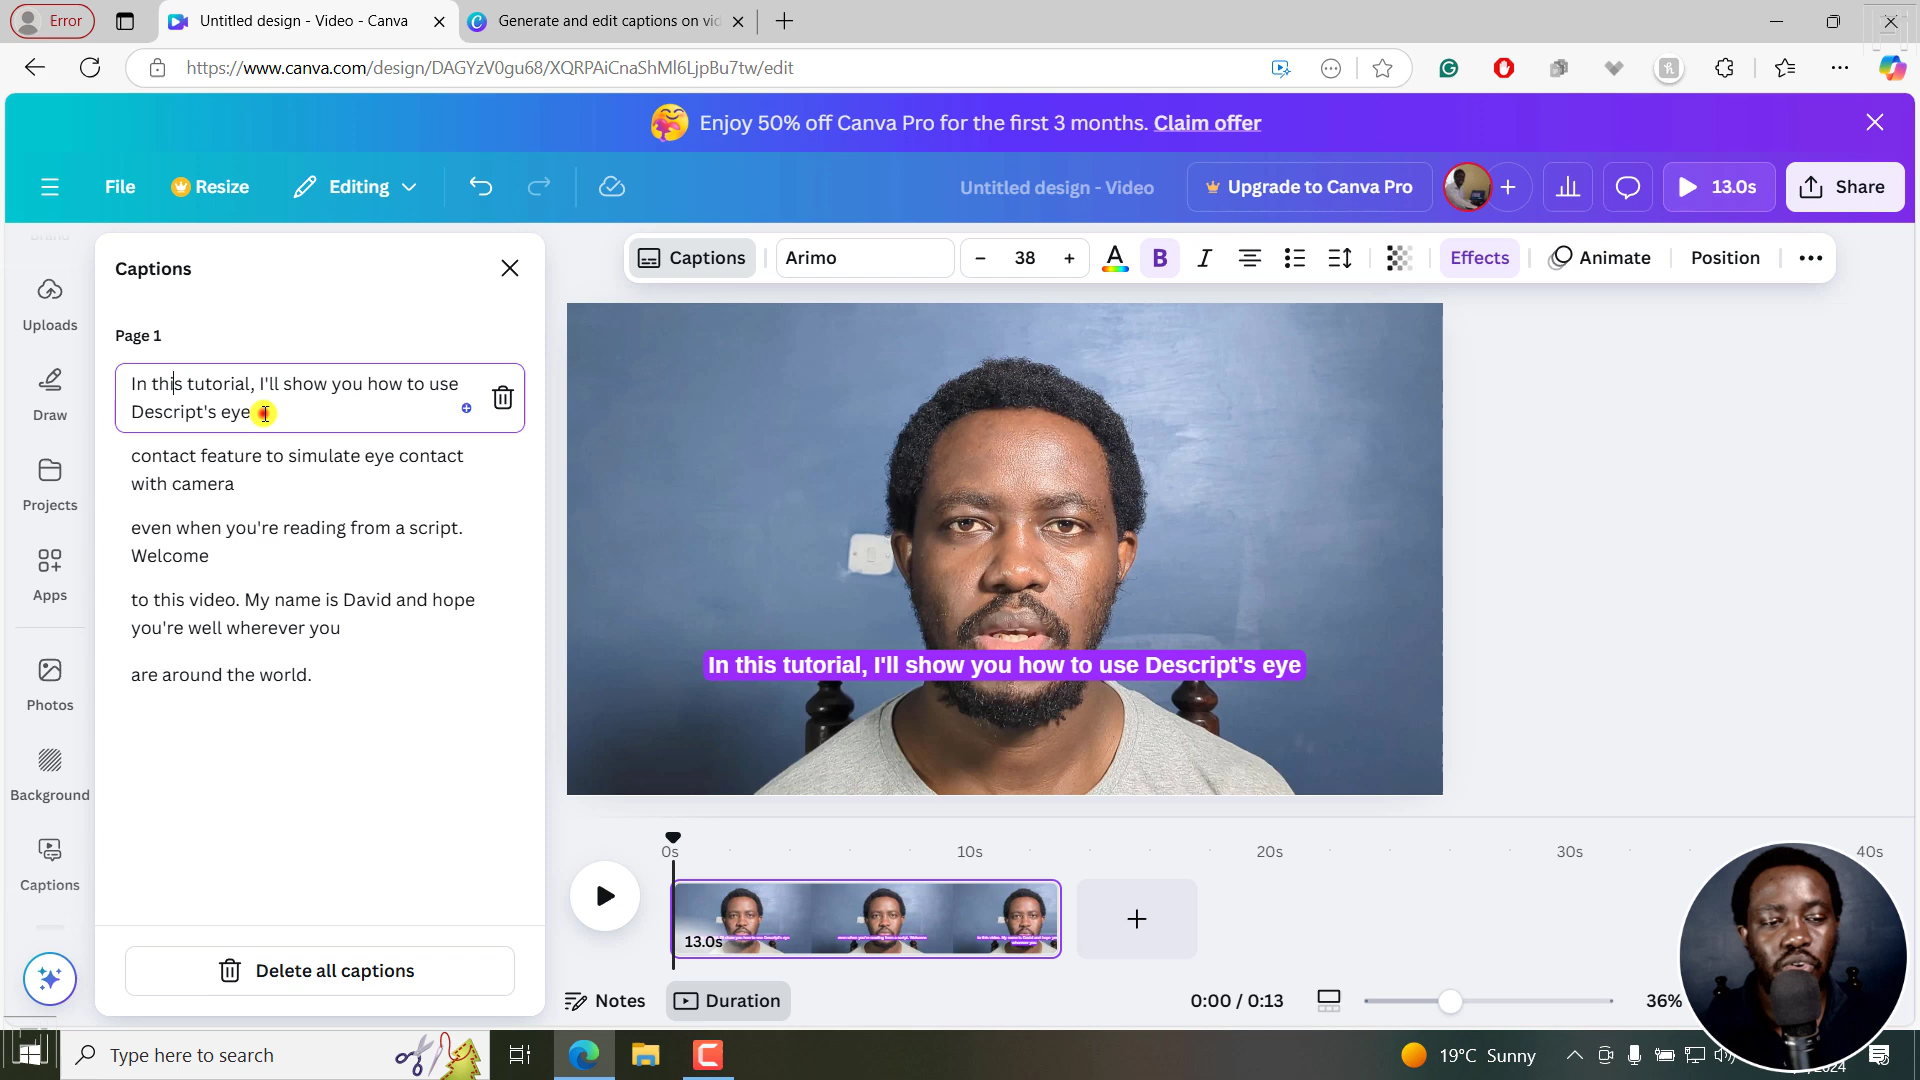 Error
Untitled design - Video - Canva
Generate and edit captions on vid
https://www.canva.com/design/DAGYzV0gu68/XQRPAiCnaShMl6LjpBu7tw/edit
Enjoy 50% off Canva Pro for the first 3 months. Claim offer
File
Resize
Editing
Untitled design - Video
Upgrade to Canva Pro
13.0s
Share
Brand
Uploads
Draw
Projects
Apps
Photos
Background
Captions
Captions
Page 1
In this tutorial, I'll show you how to use
Descript's eye
contact feature to simulate eye contact
with camera
even when you're reading from a script.
Welcome
to this video. My name is David and hope
you're well wherever you
are around the world.
Delete all captions
Captions
Arimo
38
A
B
I
Effects
Animate
Position
In this tutorial, I'll show you how to use Descript's eye
0s
10s
20s
30s
40s
13.0s
Notes
Duration
0:00 / 0:13
36%
Type here to search
19°C Sunny